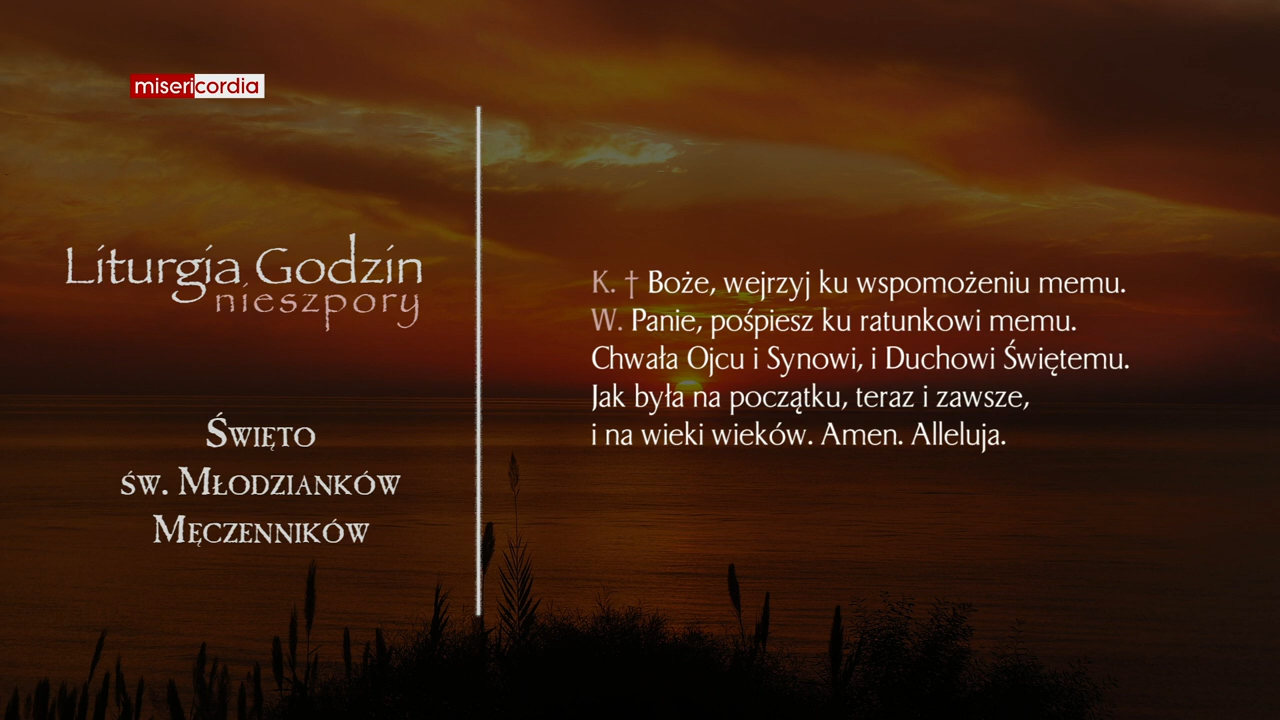 misericordia
Liturgia Godzin
nieszpory
Święto
św. Młodzianków
Męczenników
K. † Boże, wejrzyj ku wspomożeniu memu.
W. Panie, pośpiesz ku ratunkowi memu.
Chwała Ojcu i Synowi, i Duchowi Świętemu.
Jak była na początku, teraz i zawsze,
i na wieki wieków. Amen. Alleluja.